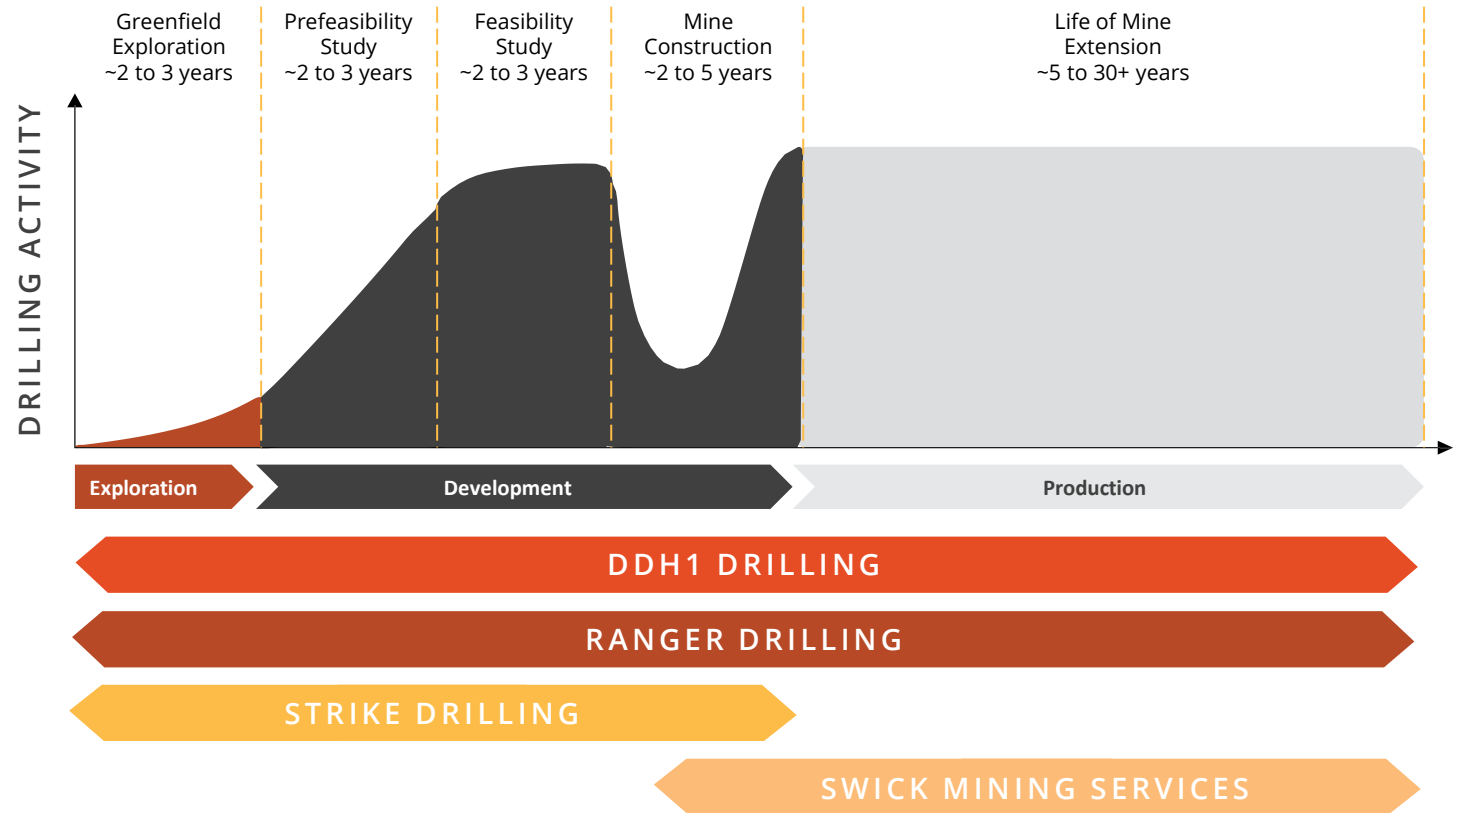 Greenfield
Exploration
~2 to 3 years
Prefeasibility
Study
~2 to 3 years
Feasibility
Study
~2 to 3 years
Mine
Construction
~2 to 5 years
Life of Mine
Extension
~5 to 30+ years
DRILLING ACTIVITY
Exploration
Development
Production
DDH1 DRILLING
RANGER DRILLING
STRIKE DRILLING
SWICK MINING SERVICES